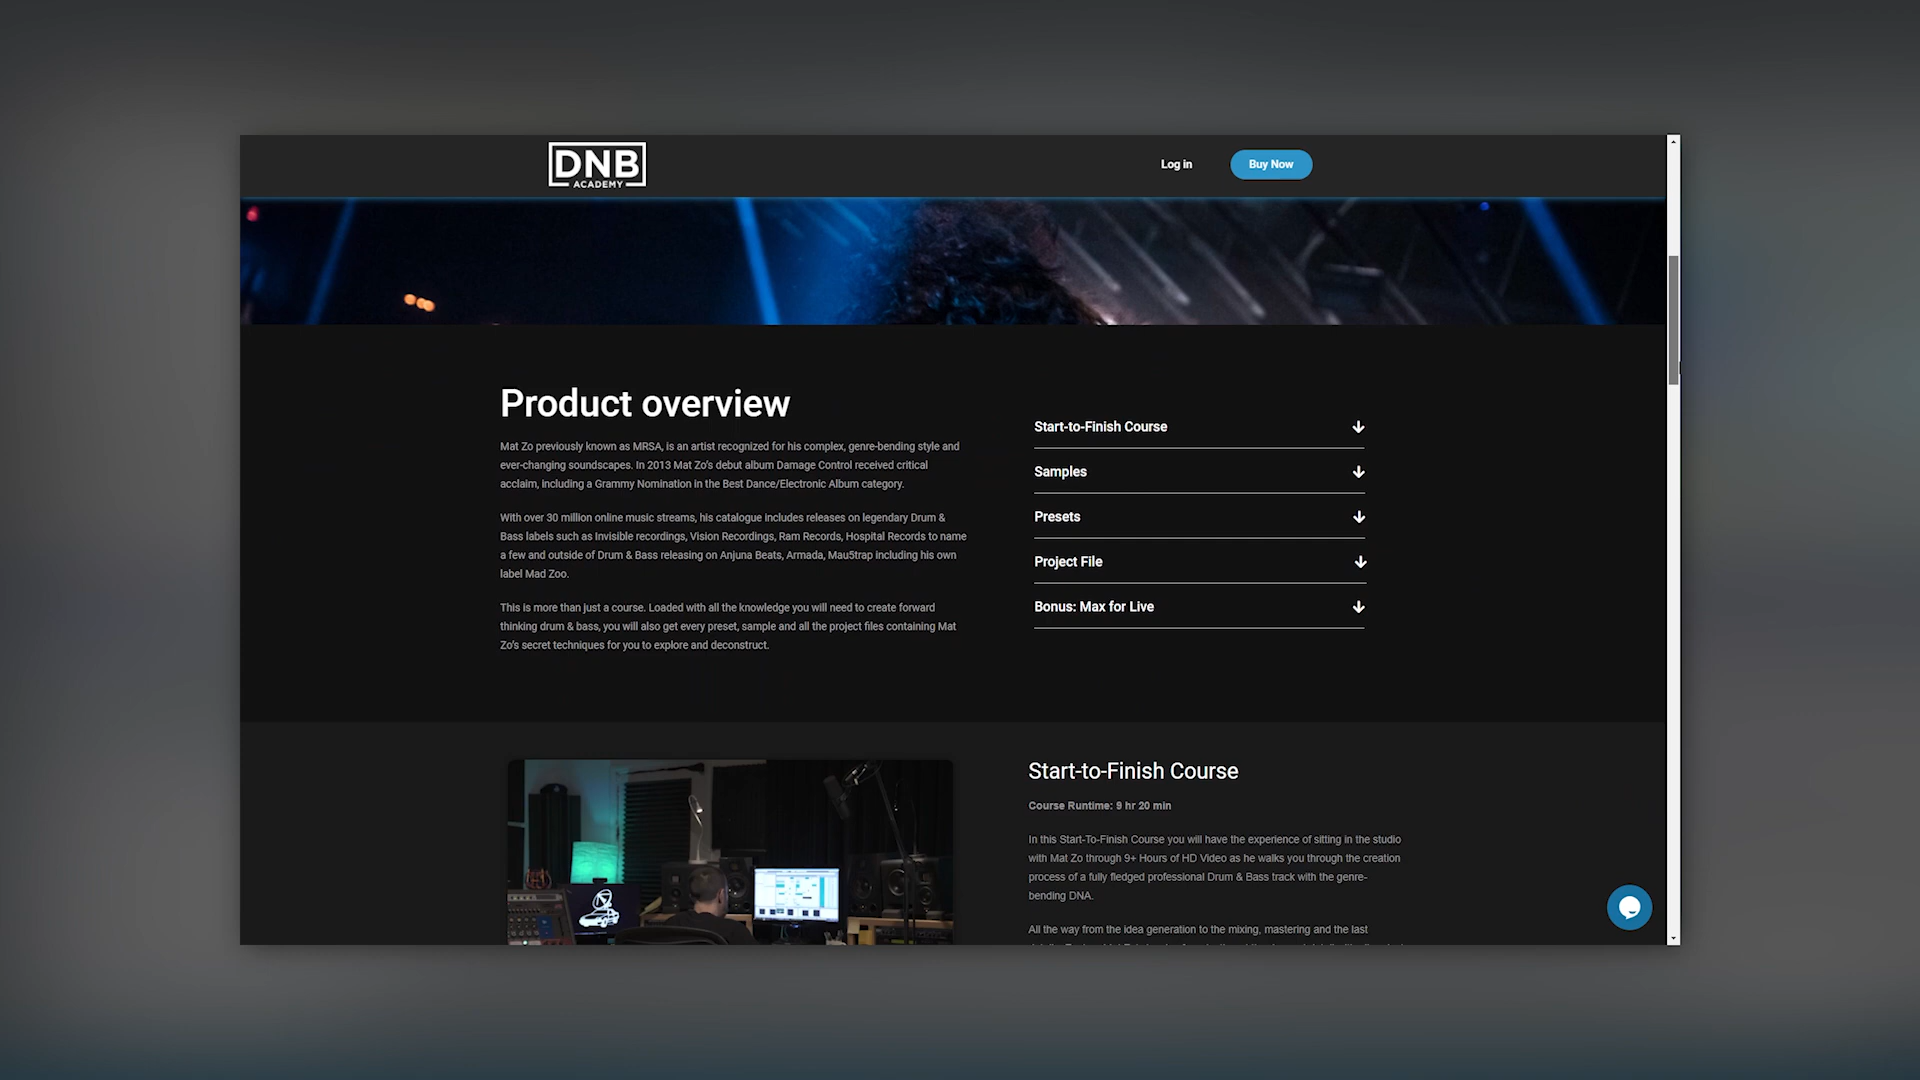 DNB
ACADEMY
Log in
Buy Now
Product overview
Mat Zo previously known as MRSA, is an artist recognized for his complex, genre-bending style and
ever-changing soundscapes. In 2013 Mat Zo's debut album Damage Control received critical
acclaim, including a Grammy Nomination in the Best Dance/Electronic Album category.
With over 30 million online music streams, his catalogue includes releases on legendary Drum &
Bass labels such as Invisible recordings, Vision Recordings, Ram Records, Hospital Records to name
a few and outside of Drum & Bass releasing on Anjuna Beats, Armada, Mau5trap including his own
label Mad Zoo.
This is more than just a course. Loaded with all the knowledge you will need to create forward
thinking drum & bass, you will also get every preset, sample and all the project files containing Mat
Zo's secret techniques for you to explore and deconstruct.
Start-to-Finish Course
Samples
Presets
Project File
Bonus: Max for Live
Start-to-Finish Course
Course Runtime: 9 hr 20 min
In this Start-To-Finish Course you will have the experience of sitting in the studio
with Mat Zo through 9+ Hours of HD Video as he walks you through the creation
process of a fully fledged professional Drum & Bass track with the genre-
bending DNA.
All the way from the idea generation to the mixing, mastering and the last